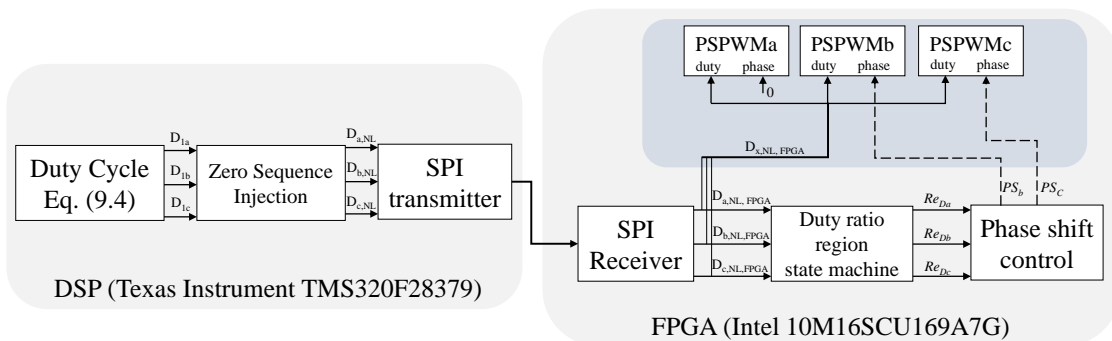 PSPWMa
duty phase
0
PSPWMb
duty phase
PSPWMc
duty phase
Duty Cycle
Eq. (9.4)
D1a
D1b
D1c
Zero Sequence
Injection
Da,NL
Db,NL
Dc,NL
SPI
transmitter
DSP (Texas Instrument TMS320F28379)
Dx,NL, FPGA
SPI
Receiver
Da,NL, FPGA
Db,NL,FPGA
Dc,NL,FPGA
Duty ratio
region
state machine
ReDa
ReDb
ReDc
PSb
PSC
Phase shift
control
FPGA (Intel 10M16SCU169A7G)